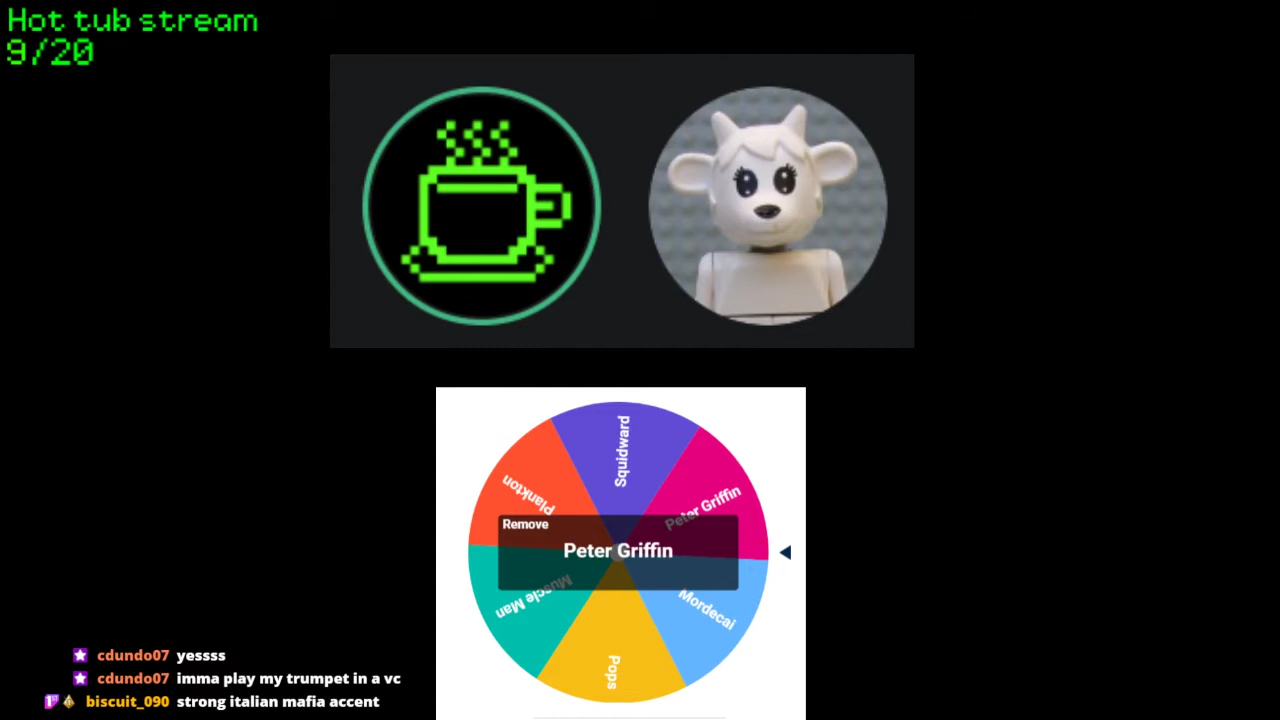 Hot tub stream
9/20
Squidward
Plankton
Peter Griffin
Remove
Peter Griffin
Muscle Man
Mordecai
Pops
cdundo07 yessss
cdundo07 imma play my trumpet in a vc
biscuit_090 strong italian mafia accent